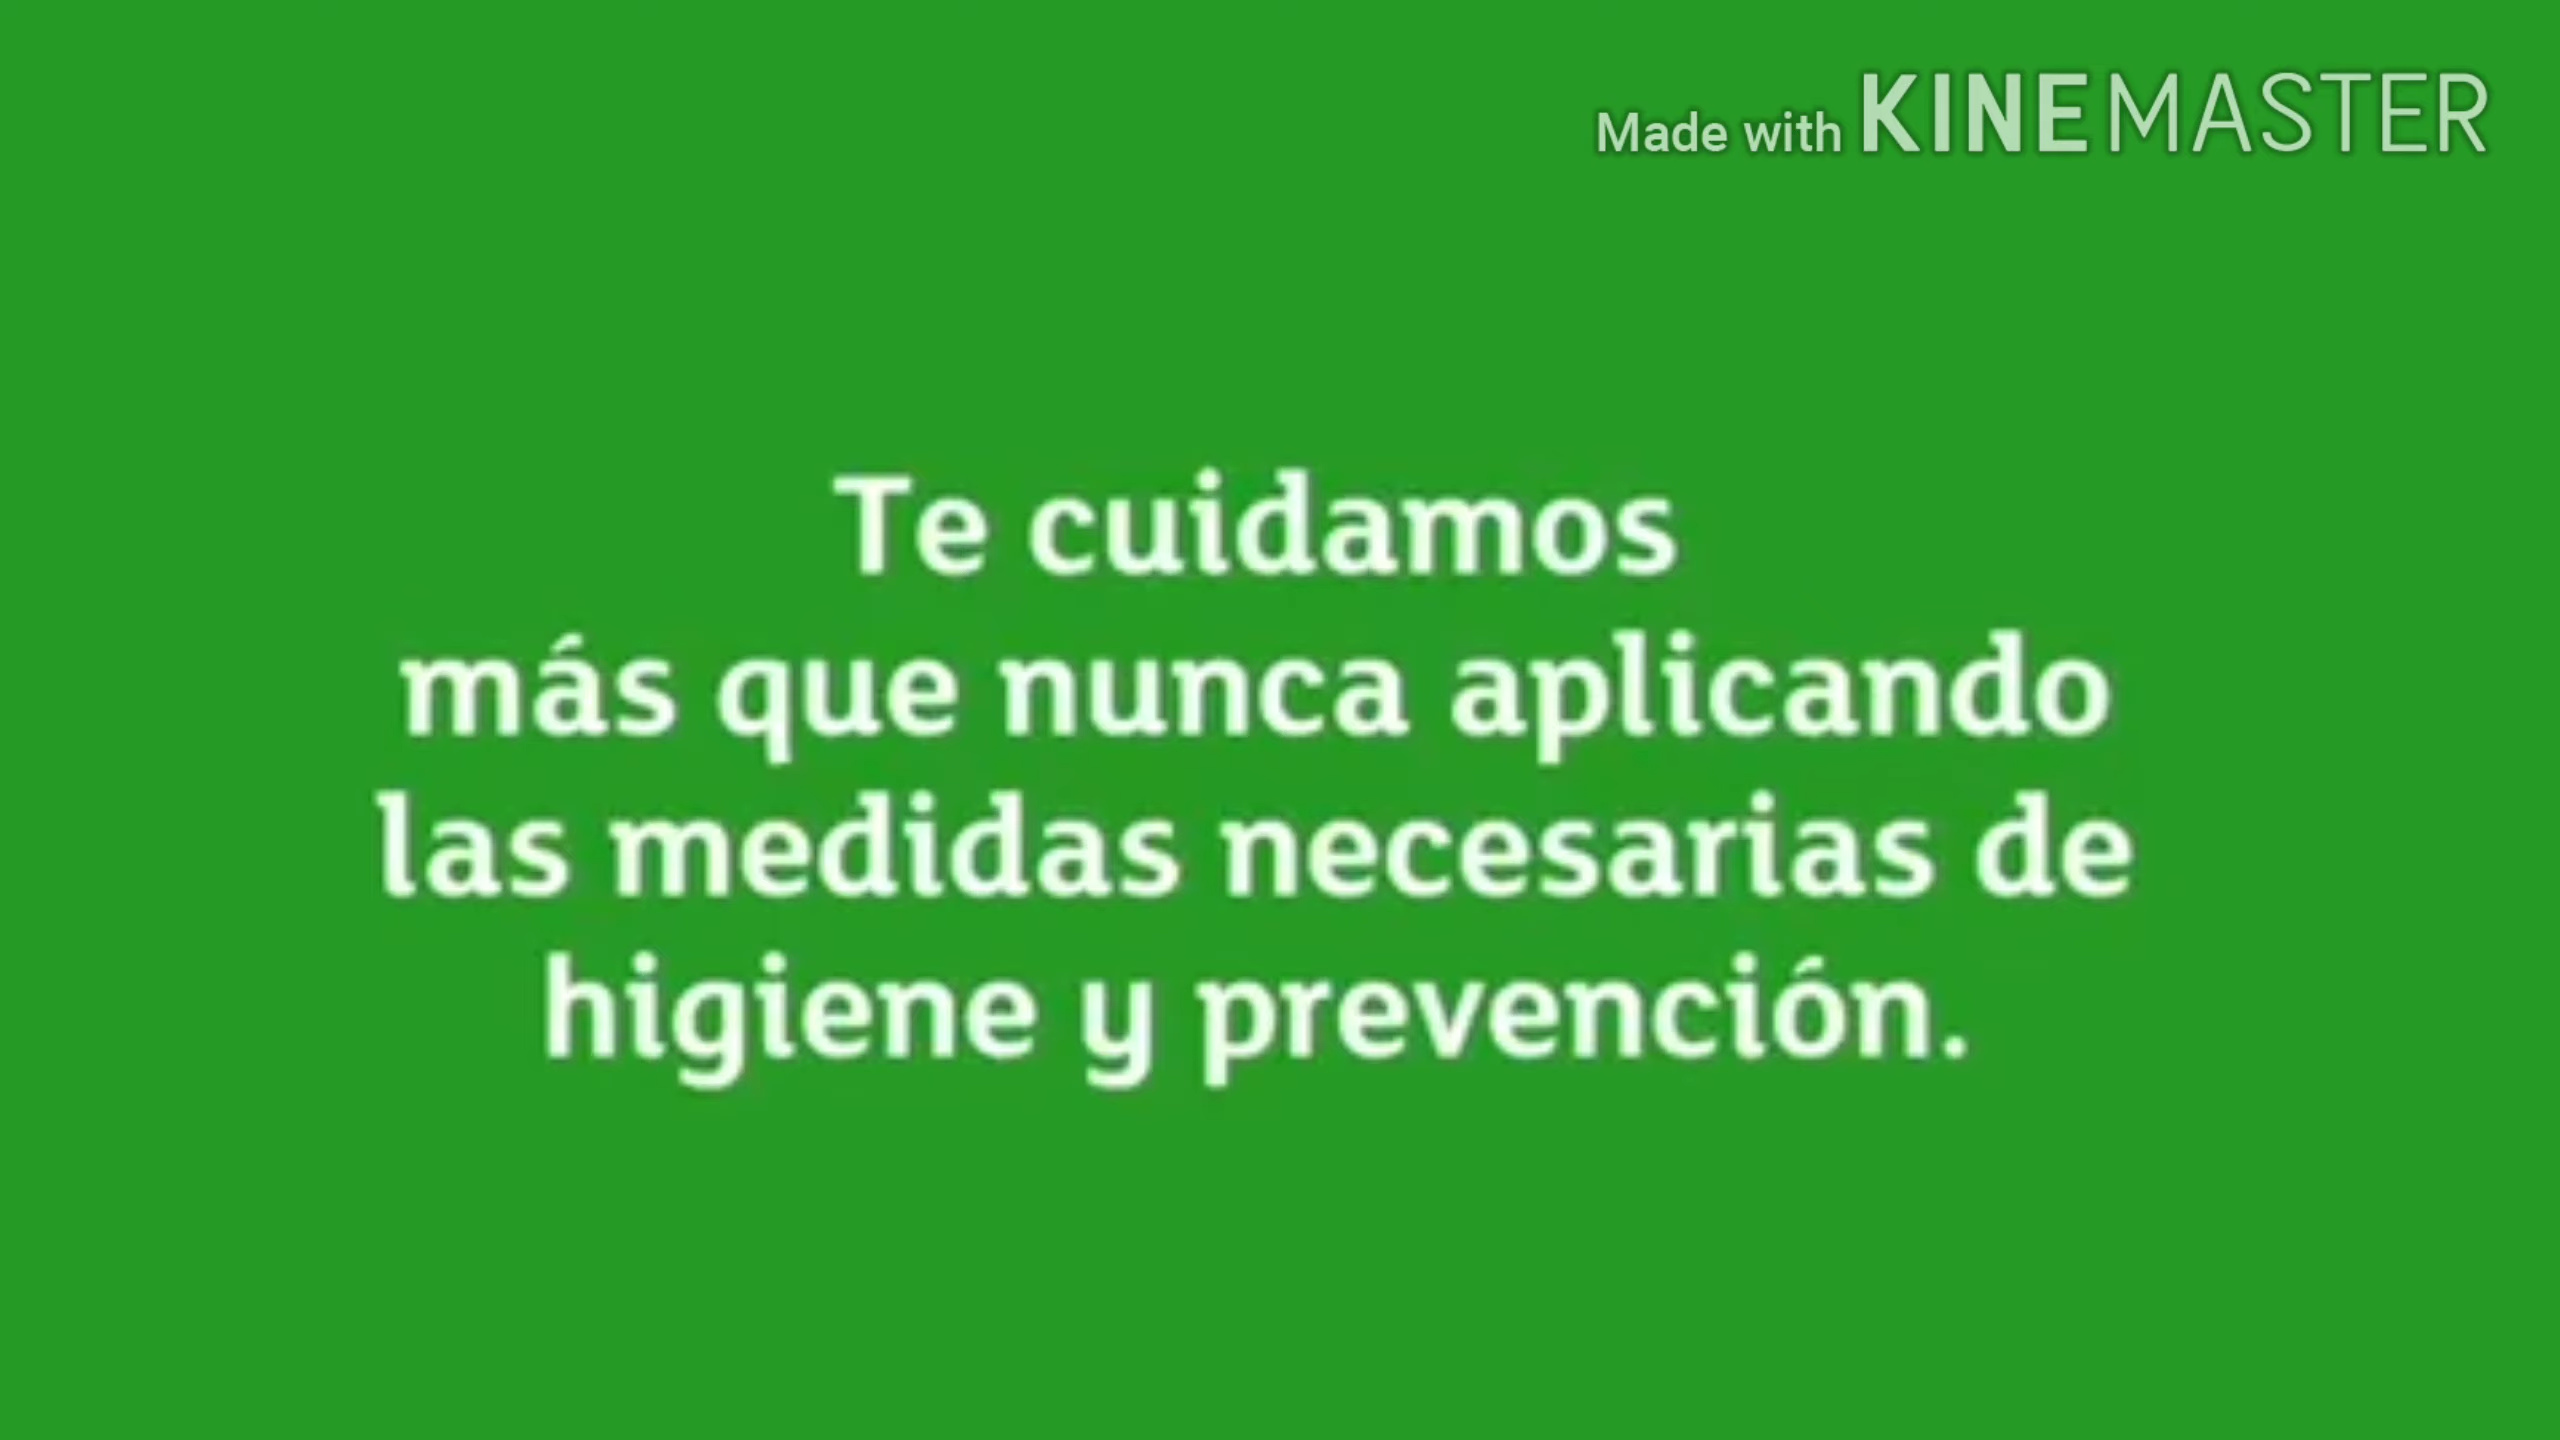 Made with KINEMASTER
Te cuidamos
más que nunca aplicando
las medidas necesarias de
higiene y prevención.